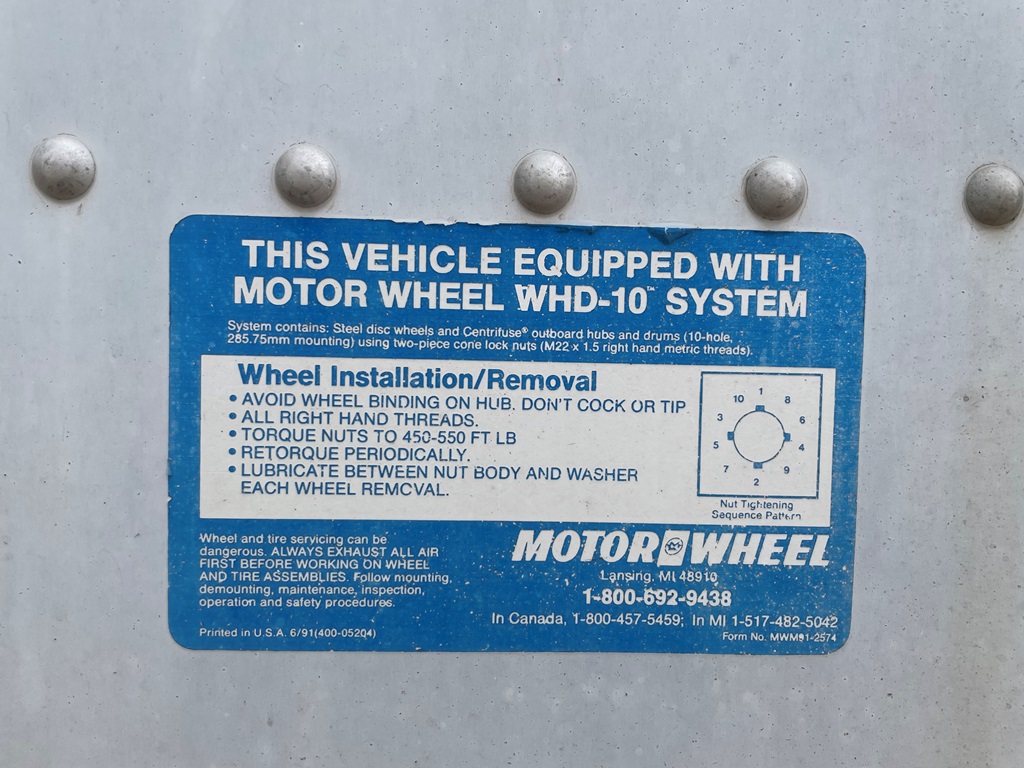 THIS VEHICLE EQUIPPED WITH
MOTOR WHEEL WHD-10™ SYSTEM
System contains: Steel disc wheels and Centrifuse® outboard hubs and drums (10-hole,
285.75mm mounting) using two-piece cone lock nuts (M22 x 1.5 right hand metric threads).
Wheel Installation/Removal
• AVOID WHEEL BINDING ON HUB. DON'T COCK OR TIP
• ALL RIGHT HAND THREADS.
• TORQUE NUTS TO 450-550 FT LB
• RETORQUE PERIODICALLY.
• LUBRICATE BETWEEN NUT BODY AND WASHER
EACH WHEEL REMOVAL.
10 1 8
3 6
5 4
7 9
2
Nut Tightening
Sequence Pattern
Wheel and tire servicing can be
dangerous. ALWAYS EXHAUST ALL AIR
FIRST BEFORE WORKING ON WHEEL
AND TIRE ASSEMBLIES. Follow mounting,
demounting, maintenance, inspection,
operation and safety procedures.
Printed in U.S.A. 6/91(400-05204)
MOTOR WHEEL
Lansing, MI 48910
1-800-692-9438
In Canada, 1-800-457-5459; In MI 1-517-482-5042
Form No. MWM91-2574